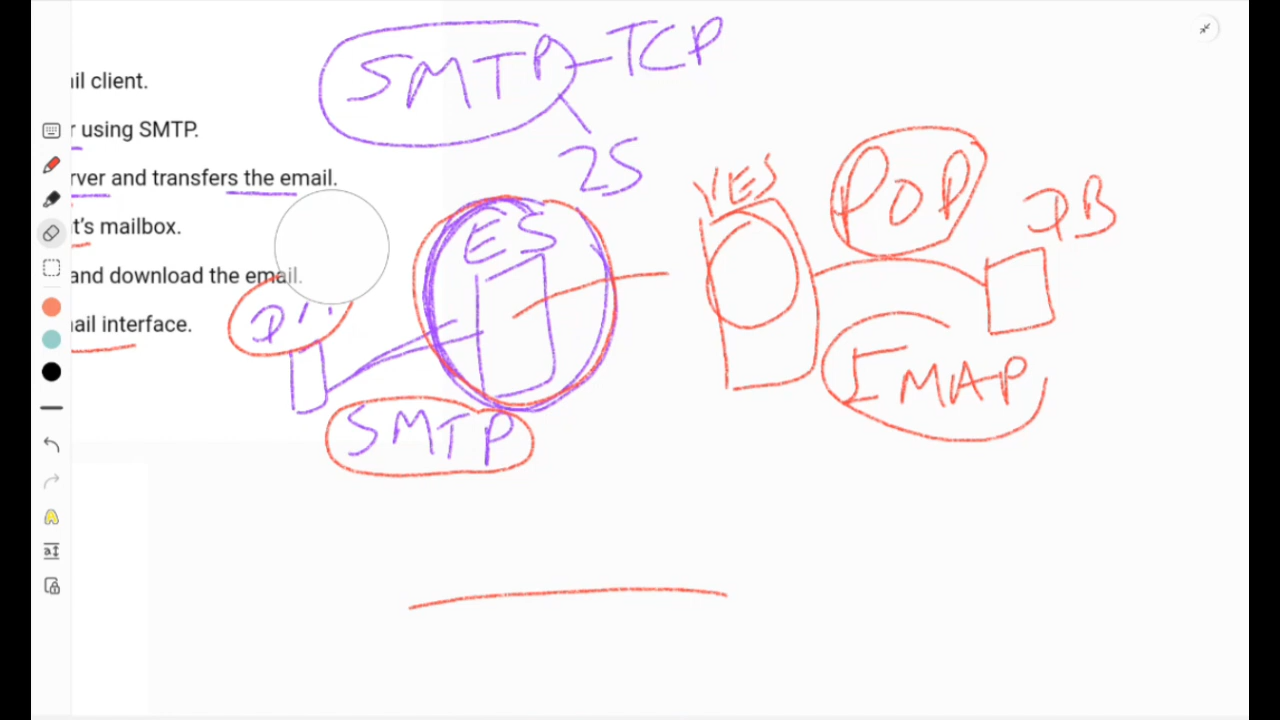 SMTP - TCP
25
il client.
r using SMTP.
rver and transfers the email.
t's mailbox.
and download the email.
ail interface.
ES
SMTP
YES
POP
PB
IMAP